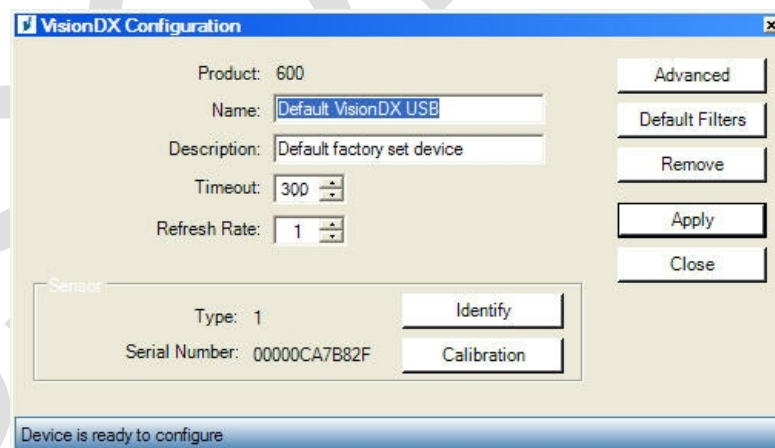 VisionDX Configuration
Product: 600
Name: Default VisionDX USB
Description: Default factory set device
Timeout: 300
Refresh Rate: 1
Advanced
Default Filters
Remove
Apply
Close
Sensor
Type: 1
Serial Number: 00000CA7B82F
Identify
Calibration
Device is ready to configure